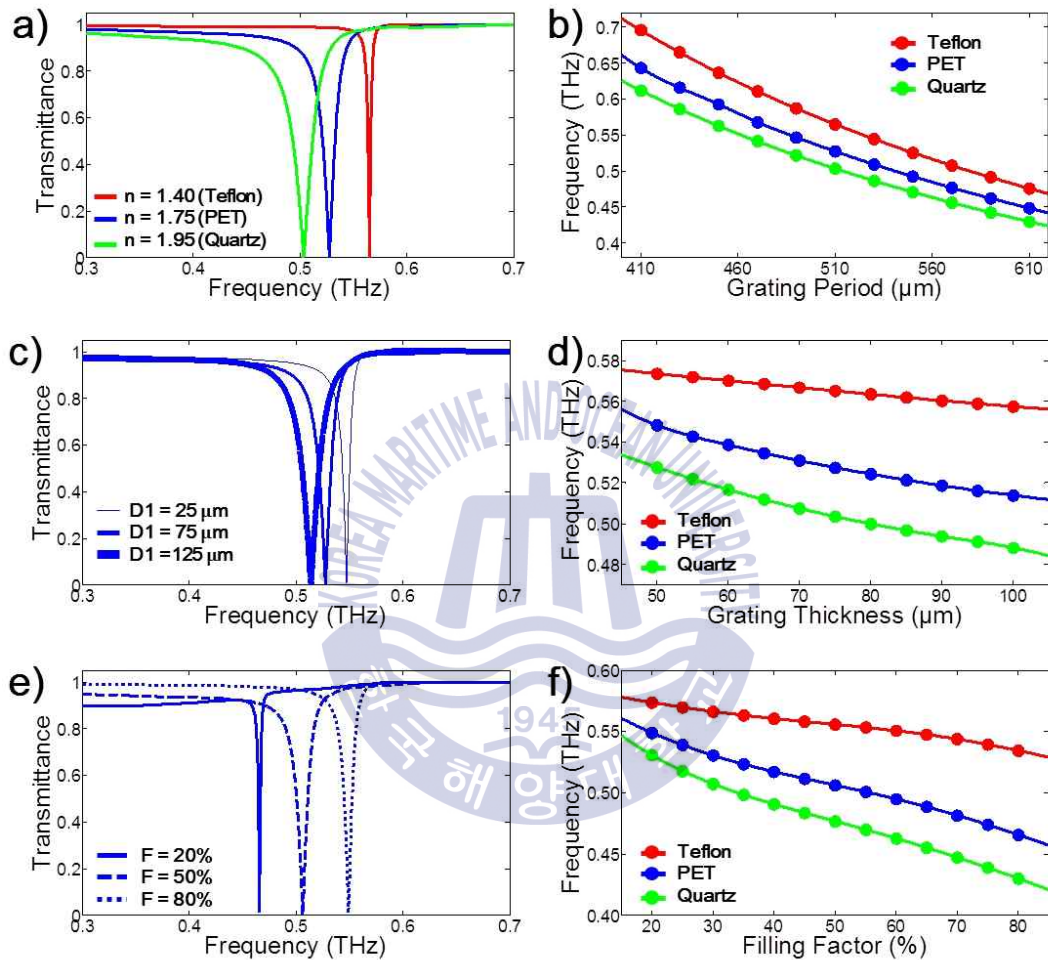 a)
Transmittance
1
0.8
0.6
0.4
0.2
0
n = 1.40 (Teflon)
n = 1.75 (PET)
n = 1.95 (Quartz)
0.3
0.4
0.5
0.6
0.7
Frequency (THz)
b)
Frequency (THz)
0.7
0.65
0.6
0.55
0.5
0.45
0.4
Teflon
PET
Quartz
410
460
510
560
610
Grating Period (µm)
c)
Transmittance
1
0.8
0.6
0.4
0.2
0
D1 = 25 µm
D1 = 75 µm
D1 = 125 µm
0.3
0.4
0.5
0.6
0.7
Frequency (THz)
d)
Frequency (THz)
0.58
0.56
0.54
0.52
0.50
0.48
Teflon
PET
Quartz
50
60
70
80
90
100
Grating Thickness (µm)
e)
Transmittance
1
0.8
0.6
0.4
0.2
0
F = 20%
F = 50%
F = 80%
0.3
0.4
0.5
0.6
0.7
Frequency (THz)
f)
Frequency (THz)
0.60
0.55
0.50
0.45
0.40
Teflon
PET
Quartz
20
30
40
50
60
70
80
Filling Factor (%)
KOREA MARITIME AND OCEAN UNIVERSITY
1945
한국해양대학교